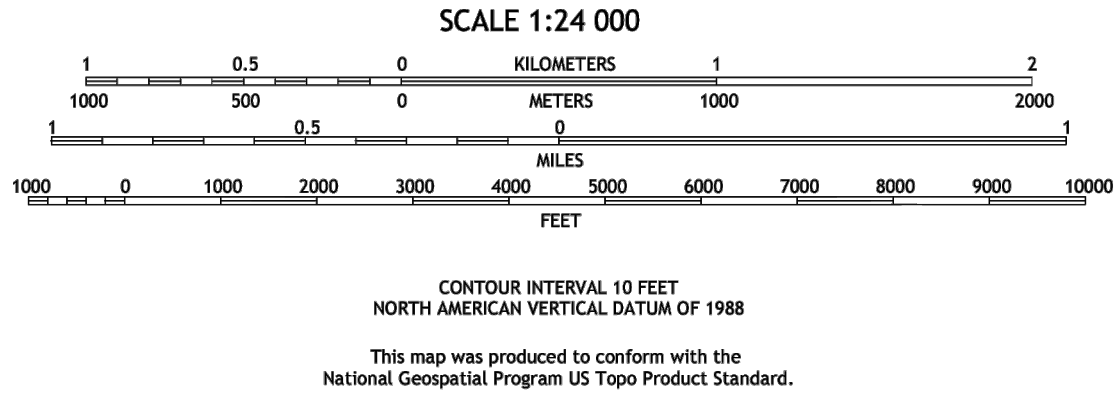 SCALE 1:24 000
1 0.5 0 KILOMETERS 1 2
1000 500 0 METERS 1000 2000
1 0.5 0 1
MILES
1000 0 1000 2000 3000 4000 5000 6000 7000 8000 9000 10000
FEET
CONTOUR INTERVAL 10 FEET
NORTH AMERICAN VERTICAL DATUM OF 1988
This map was produced to conform with the
National Geospatial Program US Topo Product Standard.